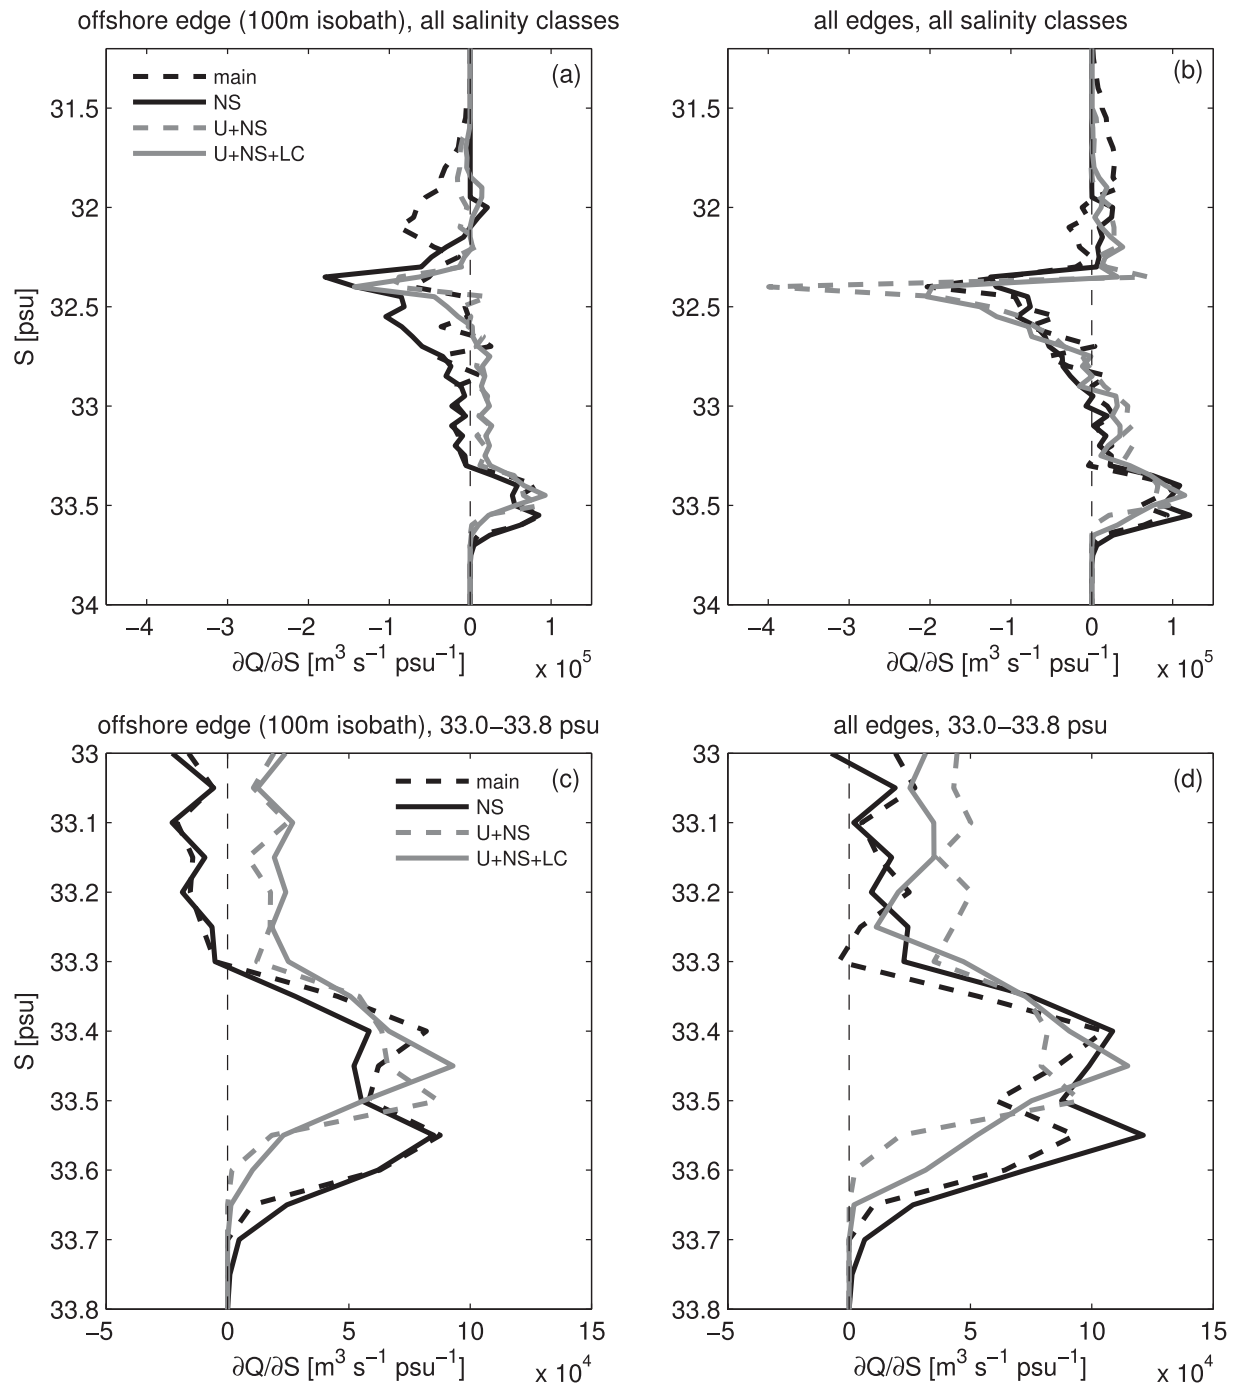 offshore edge (100m isobath), all salinity classes
all edges, all salinity classes
(a)
main
NS
U+NS
U+NS+LC
31.5
32
32.5
33
33.5
34
S [psu]
−4 −3 −2 −1 0 1
∂Q/∂S [m³ s⁻¹ psu⁻¹]
x 10⁵
(b)
31.5
32
32.5
33
33.5
34
−4 −3 −2 −1 0 1
∂Q/∂S [m³ s⁻¹ psu⁻¹]
x 10⁵
offshore edge (100m isobath), 33.0−33.8 psu
all edges, 33.0−33.8 psu
(c)
main
NS
U+NS
U+NS+LC
33
33.1
33.2
33.3
33.4
33.5
33.6
33.7
33.8
S [psu]
−5 0 5 10 15
∂Q/∂S [m³ s⁻¹ psu⁻¹]
x 10⁴
(d)
33
33.1
33.2
33.3
33.4
33.5
33.6
33.7
33.8
−5 0 5 10 15
∂Q/∂S [m³ s⁻¹ psu⁻¹]
x 10⁴